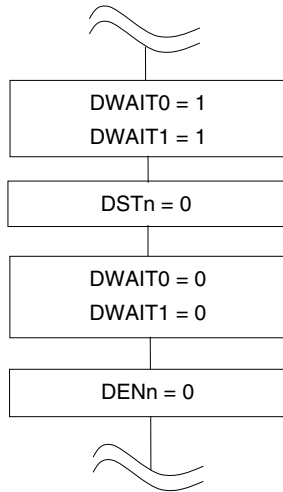 DWAIT0 = 1
DWAIT1 = 1
DSTn = 0
DWAIT0 = 0
DWAIT1 = 0
DENn = 0